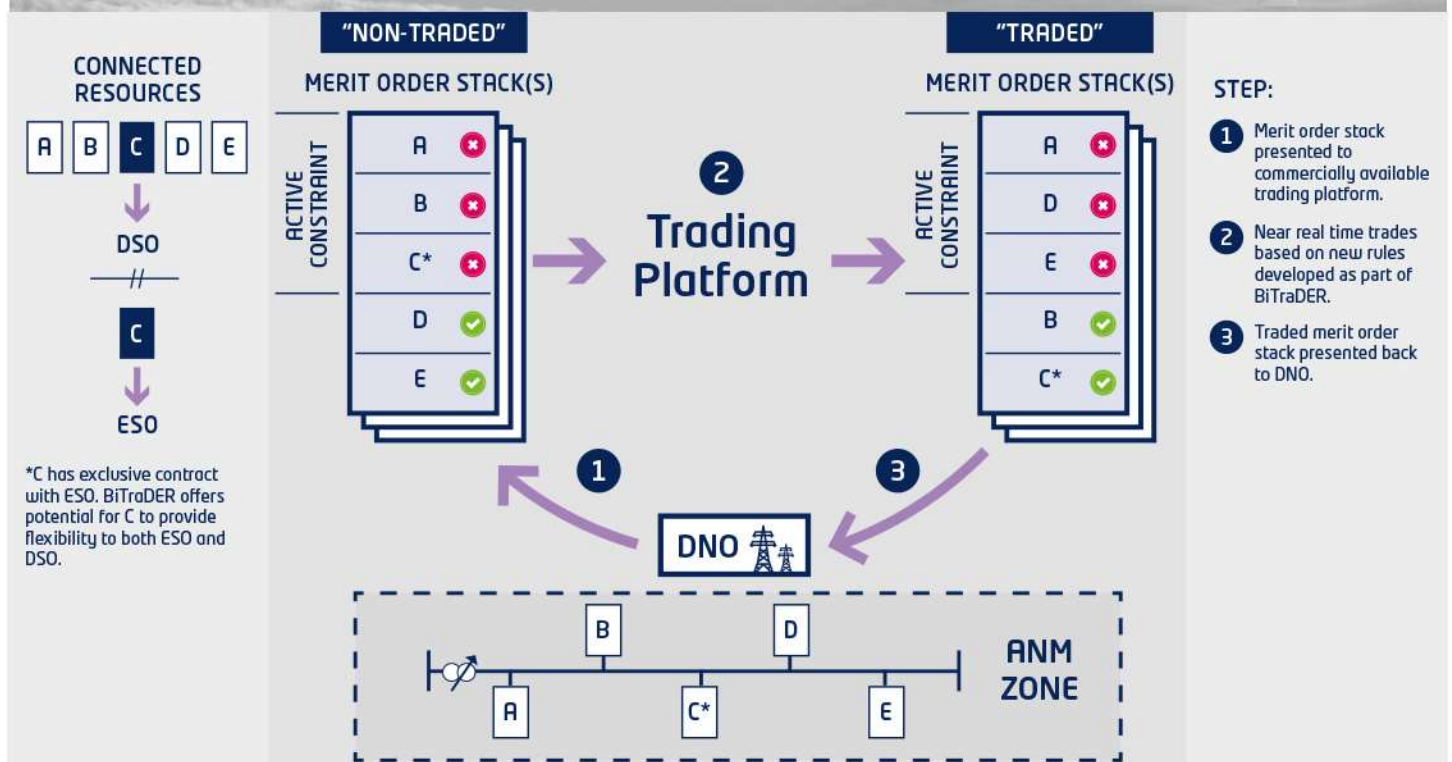 "NON-TRADED"
"TRADED"
CONNECTED
RESOURCES
A B C D E
DSO
C
ESO
*C has exclusive contract
with ESO. BiTraDER offers
potential for C to provide
flexibility to both ESO and
DSO.
MERIT ORDER STACK(S)
ACTIVE
CONSTRAINT
A
B
C*
D
E
2
Trading
Platform
MERIT ORDER STACK(S)
ACTIVE
CONSTRAINT
A
D
E
B
C*
1
3
DNO
B
D
A
C*
E
ANM
ZONE
STEP:
1 Merit order stack
presented to
commercially available
trading platform.
2 Near real time trades
based on new rules
developed as part of
BiTraDER.
3 Traded merit order
stack presented back
to DNO.